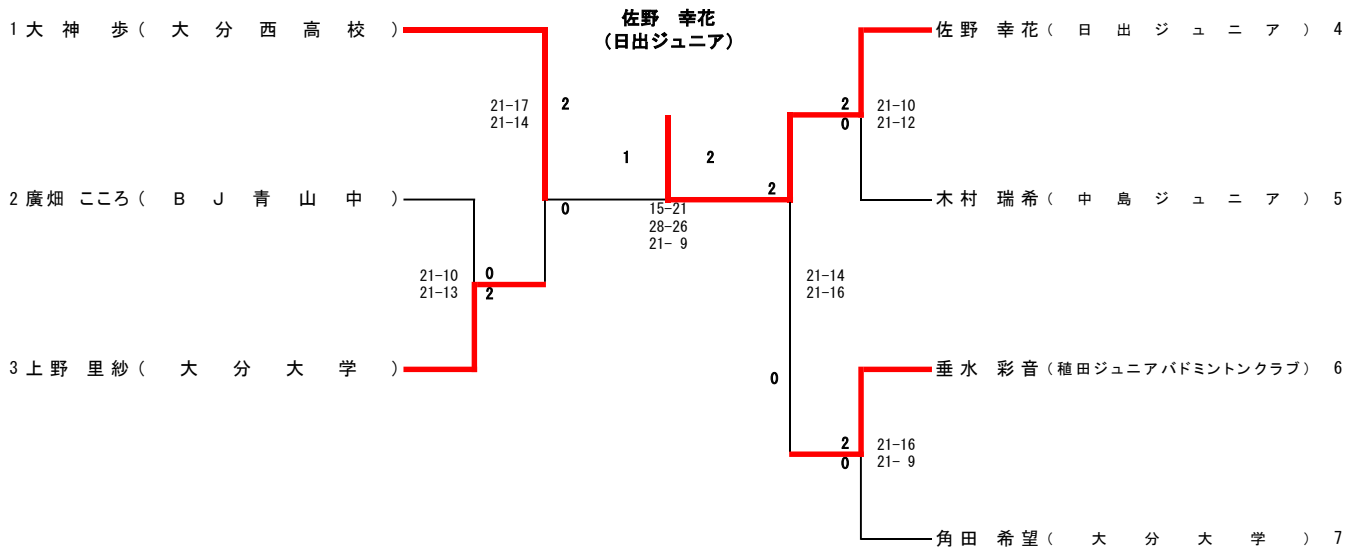 佐野 幸花
(日出ジュニア)
1 大神 歩 ( 大分西高校 )
佐野 幸花 ( 日出ジュニア ) 4
21-17
21-14
2
2
0
21-10
21-12
1
2
2 廣畑 こころ ( BJ青山中 )
0
15-21
28-26
21- 9
2
木村 瑞希 ( 中島ジュニア ) 5
21-10
21-13
0
2
21-14
21-16
3 上野 里紗 ( 大分大学 )
0
垂水 彩音 (稙田ジュニアバドミントンクラブ) 6
2
0
21-16
21- 9
角田 希望 ( 大分大学 ) 7